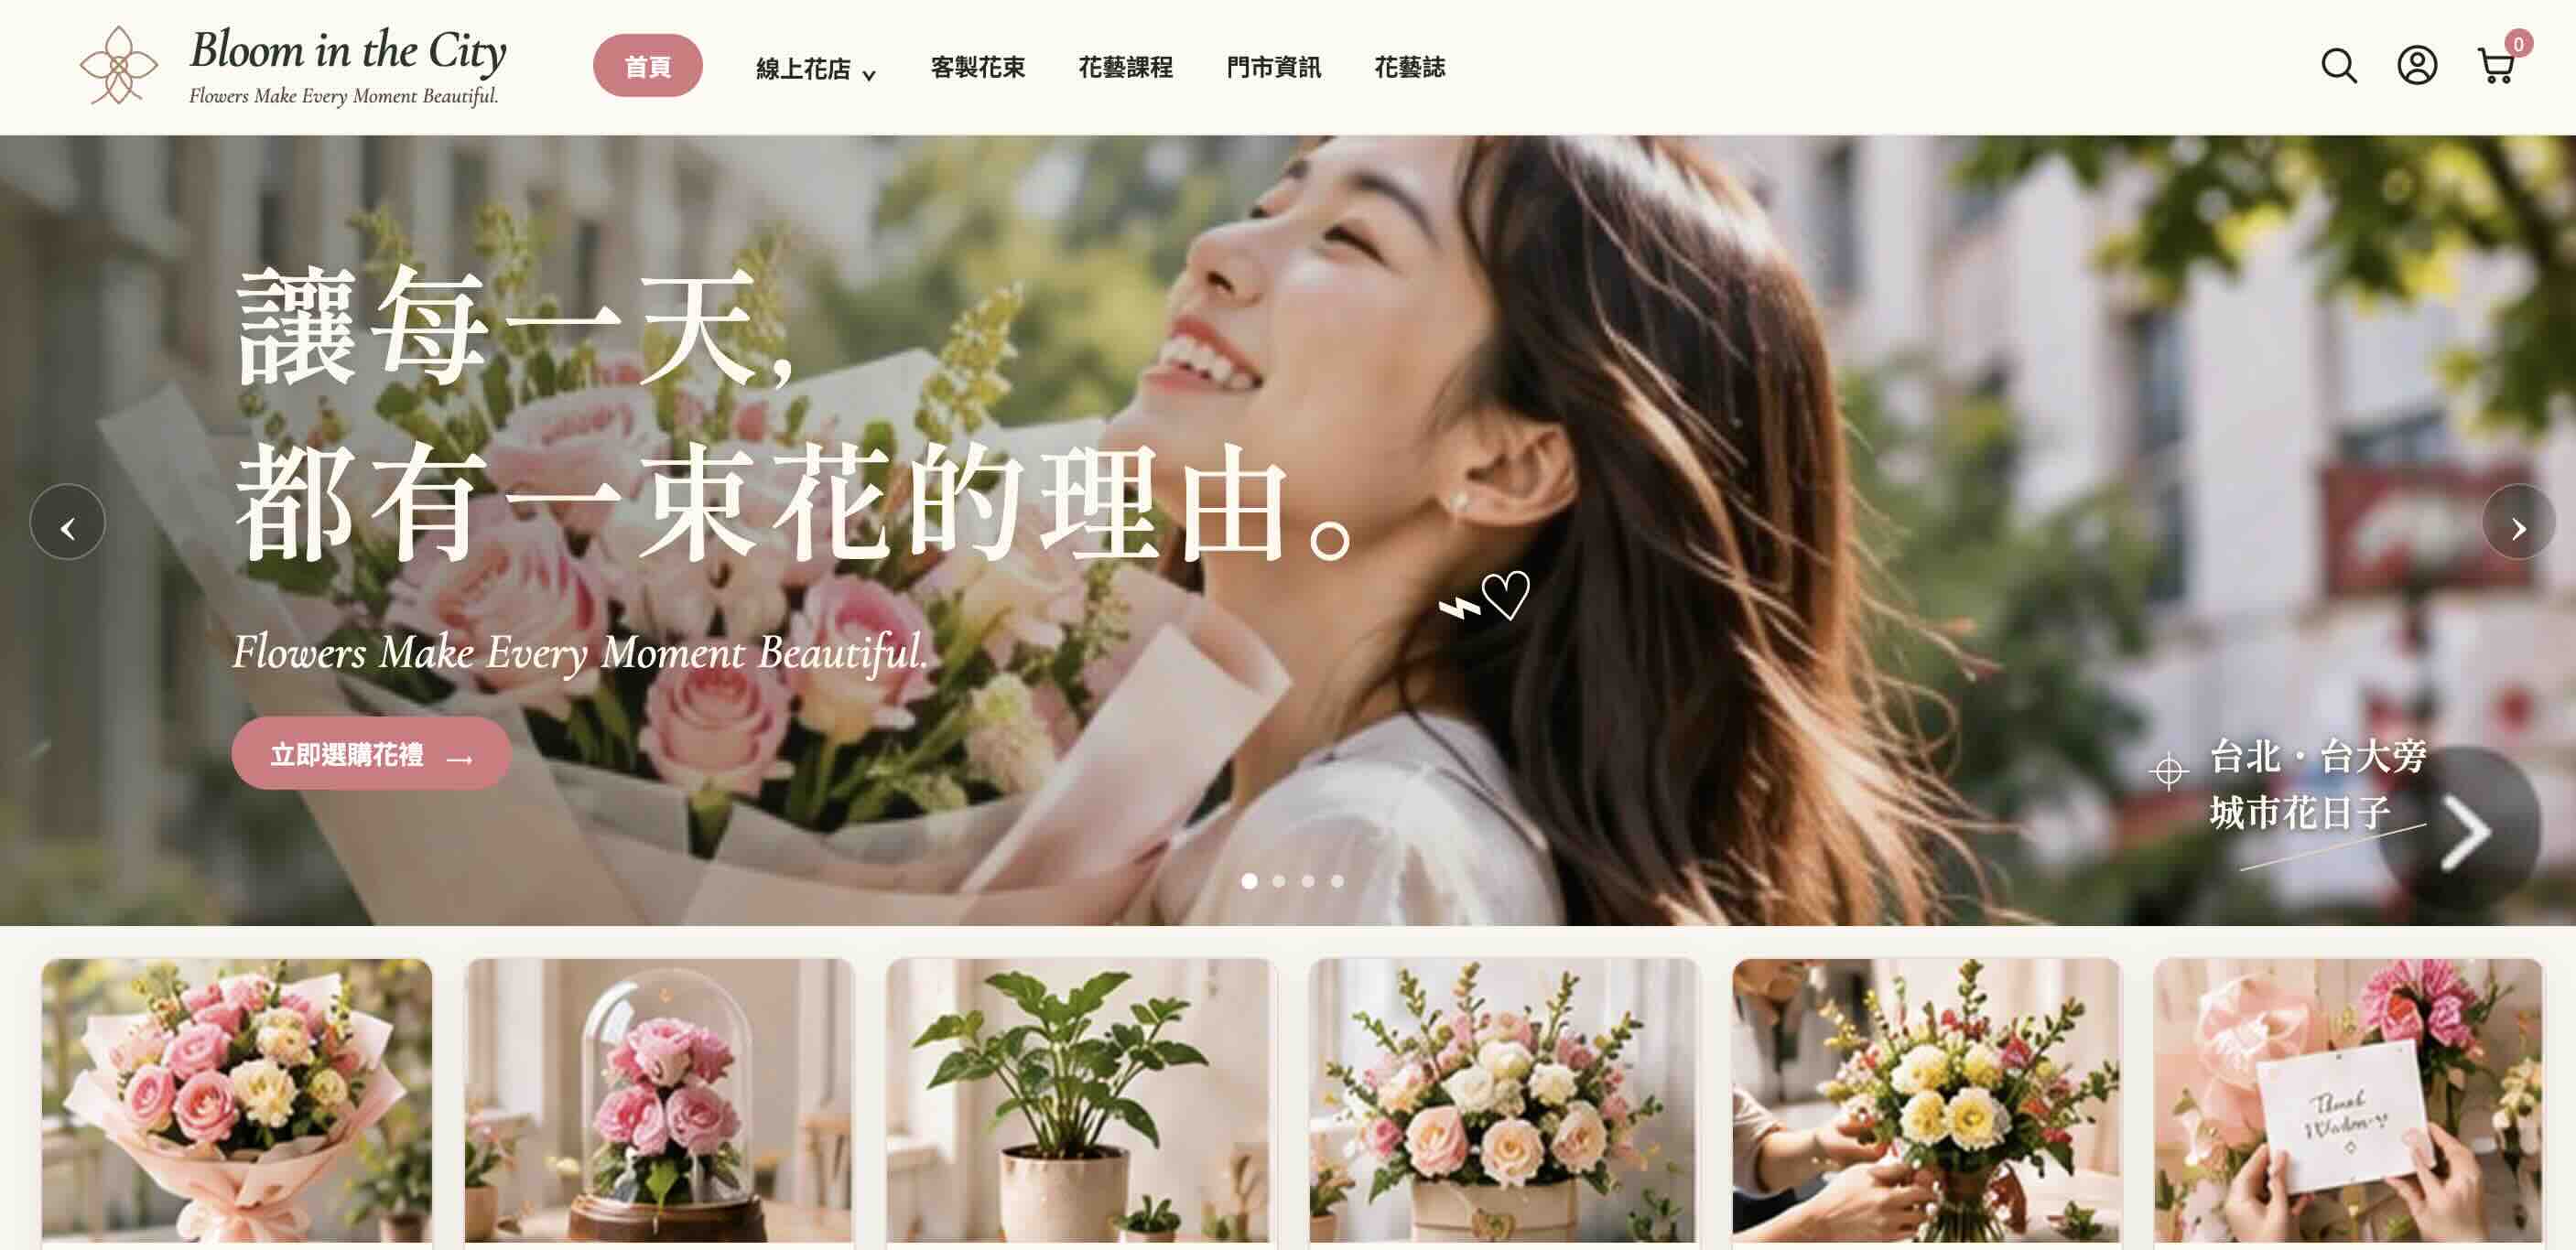 Bloom in the City
Flowers Make Every Moment Beautiful.
首頁 線上花店 客製花束 花藝課程 門市資訊 花藝誌
0
讓每一天,
都有一束花的理由。
Flowers Make Every Moment Beautiful.
立即選購花禮 →
台北・台大旁
城市花日子
Thank